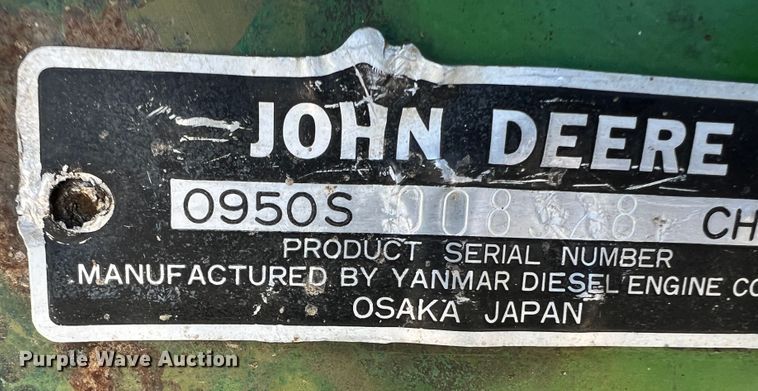 JOHN DEERE
0950S CH
PRODUCT SERIAL NUMBER
MANUFACTURED BY YANMAR DIESEL ENGINE CO
OSAKA JAPAN
Purple Wave Auction